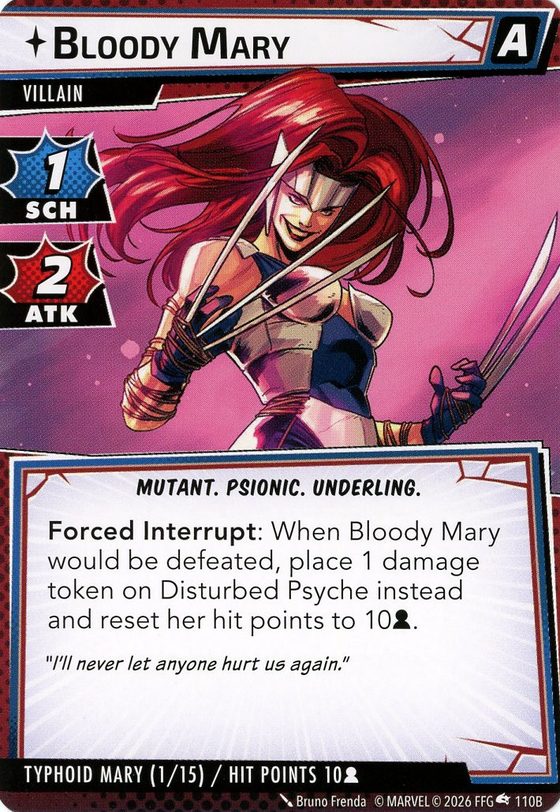 BLOODY MARY
A
VILLAIN
1
SCH
2
ATK
MUTANT. PSIONIC. UNDERLING.
Forced Interrupt: When Bloody Mary
would be defeated, place 1 damage
token on Disturbed Psyche instead
and reset her hit points to 10.
"I'll never let anyone hurt us again."
TYPHOID MARY (1/15) / HIT POINTS 10
Bruno Frenda © MARVEL © 2026 FFG 110B